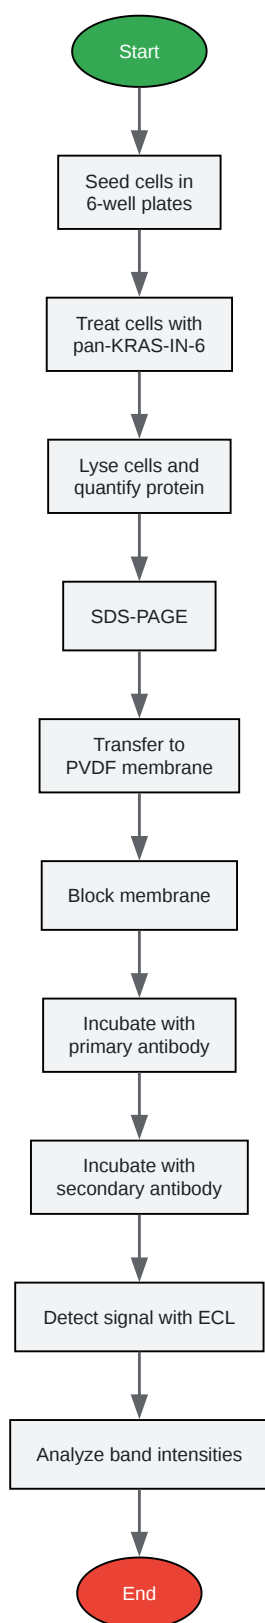 Start
Seed cells in
6-well plates
Treat cells with
pan-KRAS-IN-6
Lyse cells and
quantify protein
SDS-PAGE
Transfer to
PVDF membrane
Block membrane
Incubate with
primary antibody
Incubate with
secondary antibody
Detect signal with ECL
Analyze band intensities
End